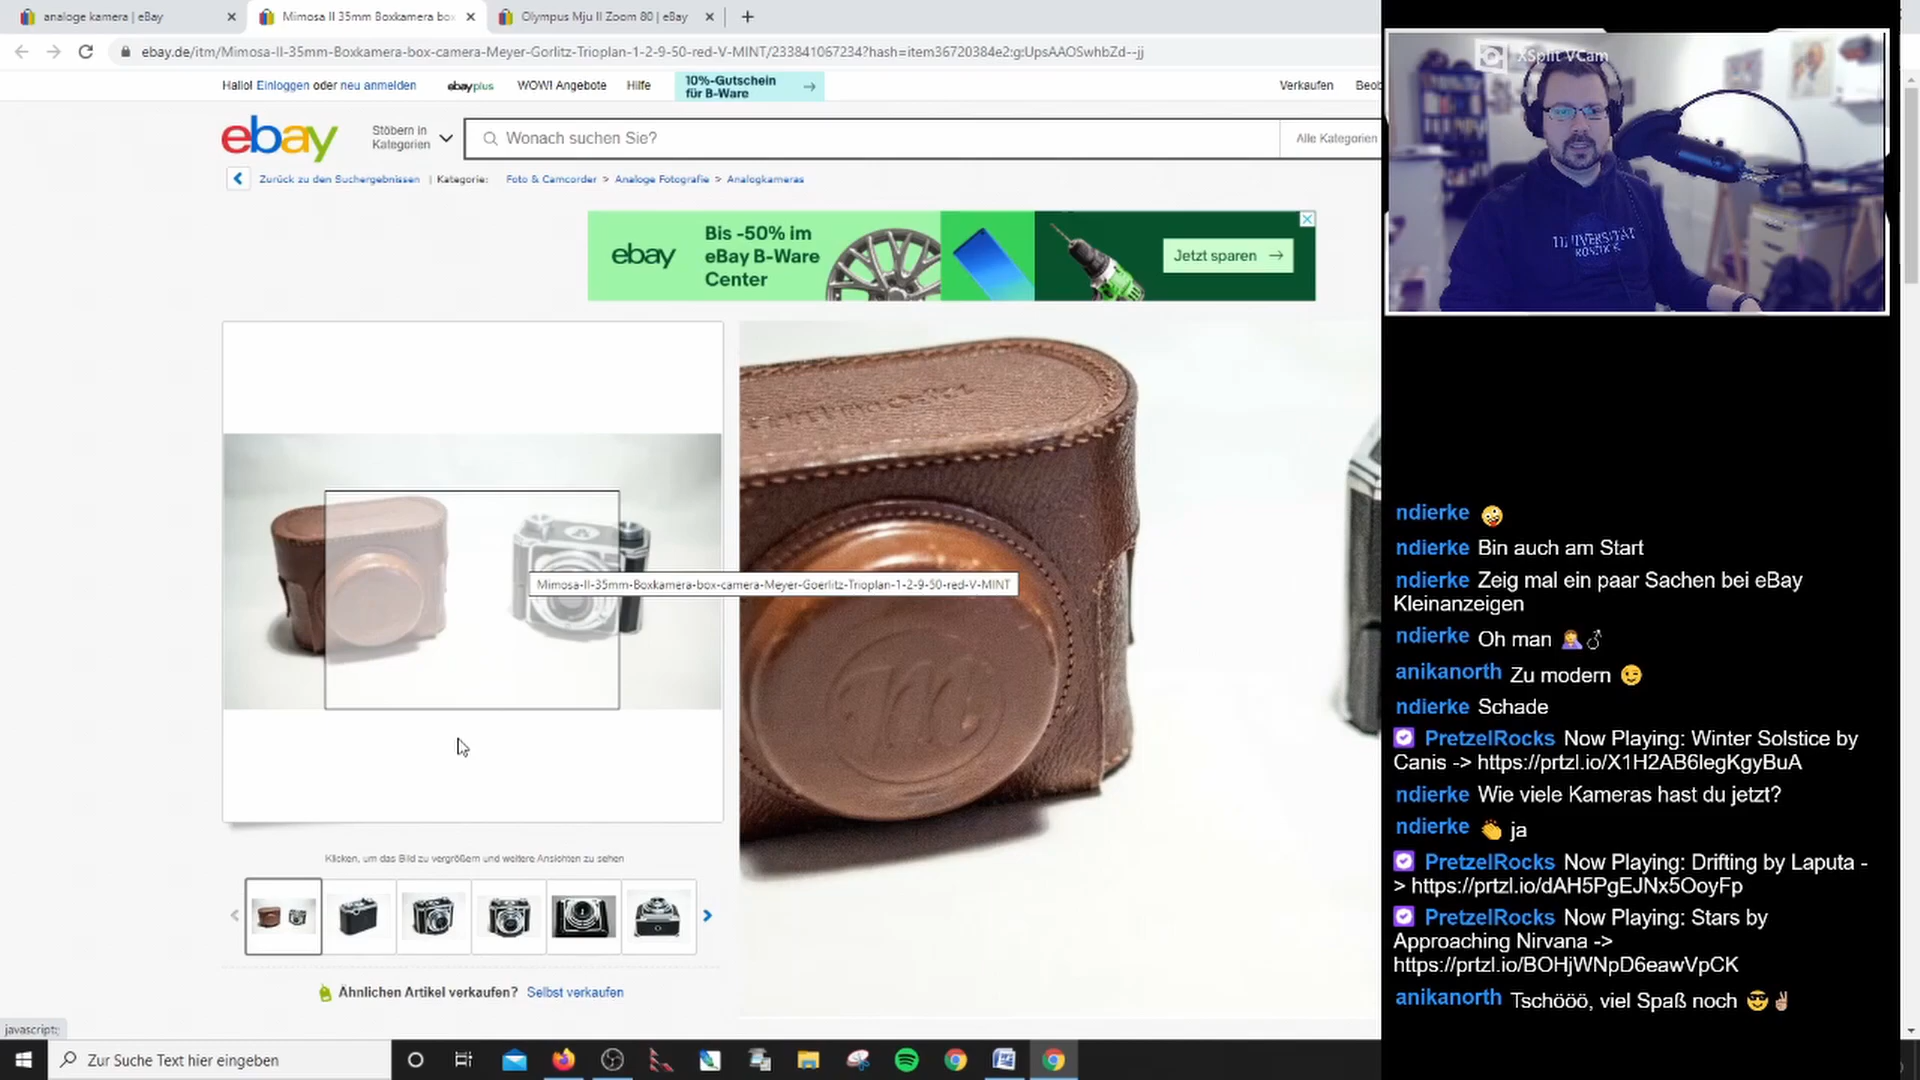 analoge kamera | eBay
Mimosa II 35mm Boxkamera box
Olympus Mju II Zoom 80 | eBay
ebay.de/itm/Mimosa-II-35mm-Boxkamera-box-camera-Meyer-Gorlitz-Trioplan-1-2-9-50-red-V-MINT/233841067234?hash=item36720384e2:g:UpsAAOSwhbZd--jj
Hallo! Einloggen oder neu anmelden
ebayplus
WOW! Angebote
Hilfe
10%-Gutschein
für B-Ware
Verkaufen
Beob
ebay
Stöbern in
Kategorien
Wonach suchen Sie?
Alle Kategorien
Zurück zu den Suchergebnissen | Kategorie: Foto & Camcorder > Analoge Fotografie > Analogkameras
ebay
Bis -50% im
eBay B-Ware
Center
Jetzt sparen
Mimosa-II-35mm-Boxkamera-box-camera-Meyer-Goerlitz-Trioplan-1-2-9-50-red-V-MINT
m
Klicken, um das Bild zu vergrößern und weitere Ansichten zu sehen
Ähnlichen Artikel verkaufen? Selbst verkaufen
javascript:;
Zur Suche Text hier eingeben
XSplit VCam
UNIVERSITÄT
ROSTOCK
ndierke 🤪
ndierke Bin auch am Start
ndierke Zeig mal ein paar Sachen bei eBay
Kleinanzeigen
ndierke Oh man 🤦♂
anikanorth Zu modern 😉
ndierke Schade
PretzelRocks Now Playing: Winter Solstice by
Canis -> https://prtzl.io/X1H2AB6legKgyBuA
ndierke Wie viele Kameras hast du jetzt?
ndierke 👏 ja
PretzelRocks Now Playing: Drifting by Laputa -
> https://prtzl.io/dAH5PgEJNx5OoyFp
PretzelRocks Now Playing: Stars by
Approaching Nirvana ->
https://prtzl.io/BOHjWNpD6eawVpCK
anikanorth Tschööö, viel Spaß noch 😎✌🏼